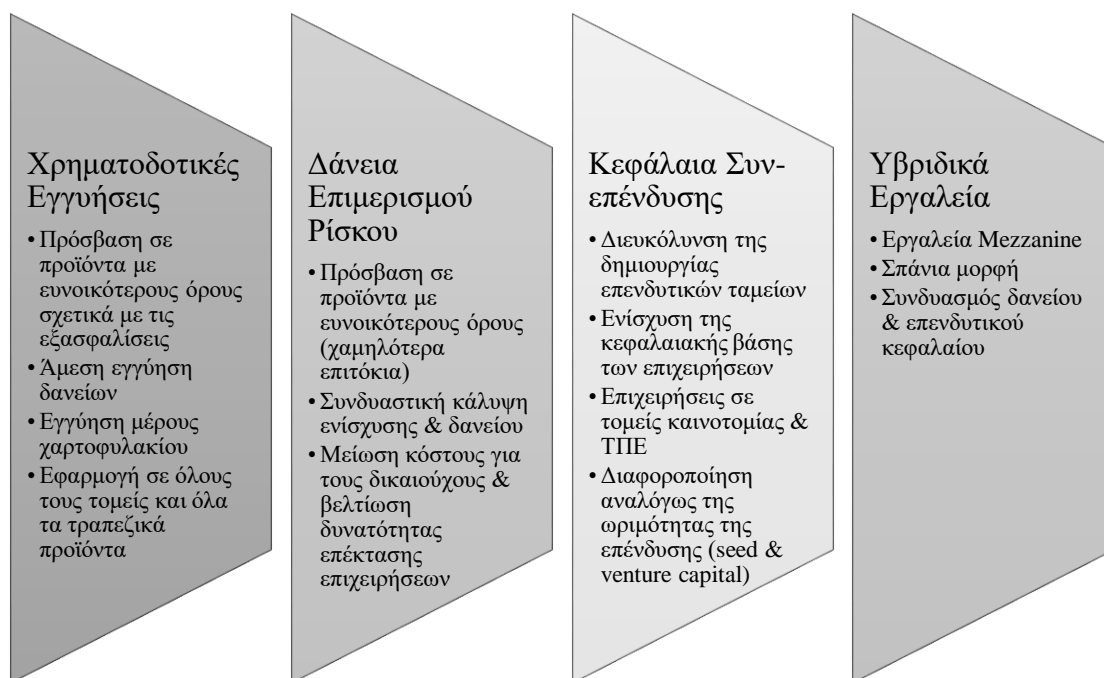 Χρηματοδοτικές
Εγγυήσεις
• Πρόσβαση σε
προϊόντα με
ευνοικότερους όρους
σχετικά με τις
εξασφαλίσεις
• Άμεση εγγύηση
δανείων
• Εγγύηση μέρους
χαρτοφυλακίου
• Εφαρμογή σε όλους
τους τομείς και όλα
τα τραπεζικά
προϊόντα
Δάνεια
Επιμερισμού
Ρίσκου
• Πρόσβαση σε
προϊόντα με
ευνοικότερους όρους
(χαμηλότερα
επιτόκια)
• Συνδυαστική κάλυψη
ενίσχυσης & δανείου
• Μείωση κόστους για
τους δικαιούχους &
βελτίωση
δυνατότητας
επέκτασης
επιχειρήσεων
Κεφάλαια Συν-
επένδυσης
• Διευκόλυνση της
δημιουργίας
επενδυτικών ταμείων
• Ενίσχυση της
κεφαλαιακής βάσης
των επιχειρήσεων
• Επιχειρήσεις σε
τομείς καινοτομίας &
ΤΠΕ
• Διαφοροποίηση
αναλόγως της
ωριμότητας της
επένδυσης (seed &
venture capital)
Υβριδικά
Εργαλεία
• Εργαλεία Mezzanine
• Σπάνια μορφή
• Συνδυασμός δανείου
& επενδυτικού
κεφαλαίου